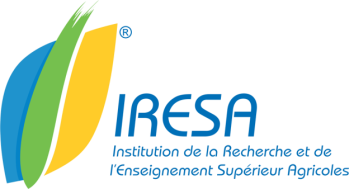 ®
IRESA
Institution de la Recherche et de
l'Enseignement Supérieur Agricoles